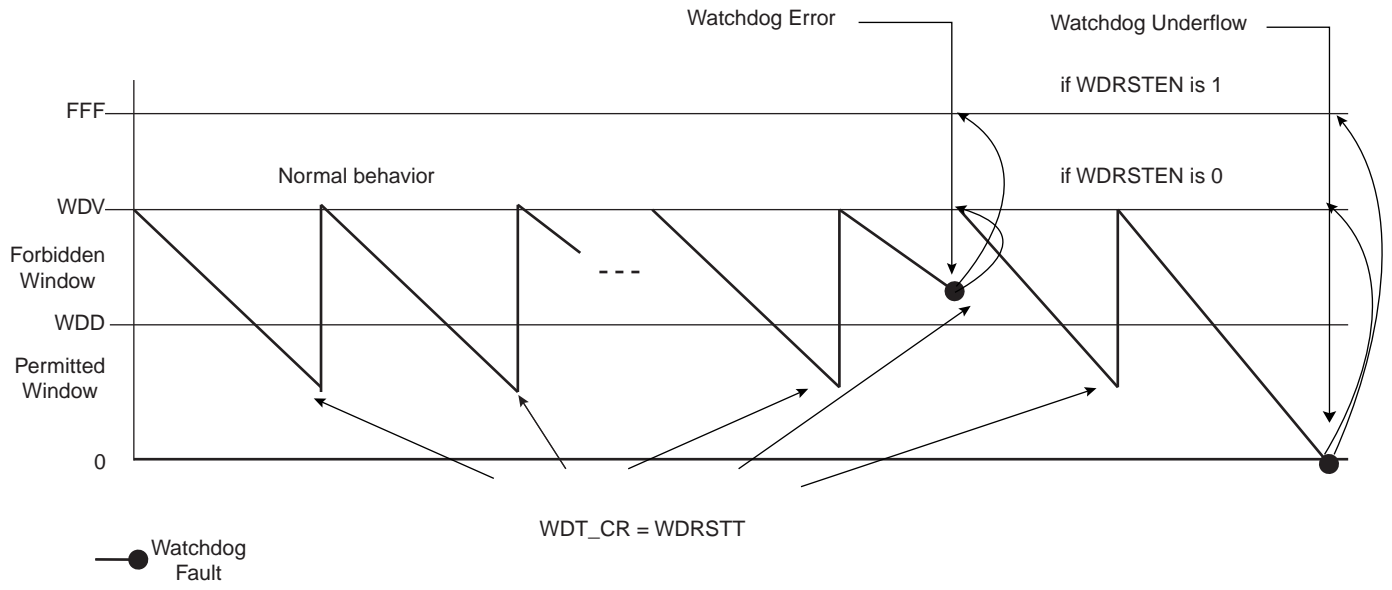 Watchdog Error
Watchdog Underflow
if WDRSTEN is 1
FFF
Normal behavior
if WDRSTEN is 0
WDV
Forbidden
Window
WDD
Permitted
Window
0
WDT_CR = WDRSTT
Watchdog
Fault